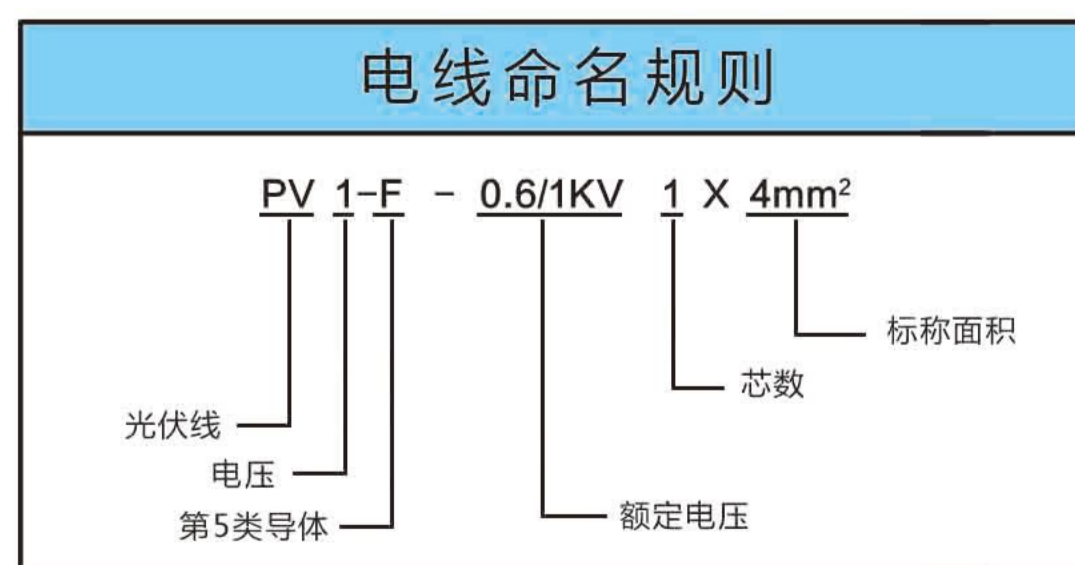 电线命名规则
PV 1-F - 0.6/1KV 1 X 4mm²
标称面积
芯数
光伏线
电压
第5类导体
额定电压